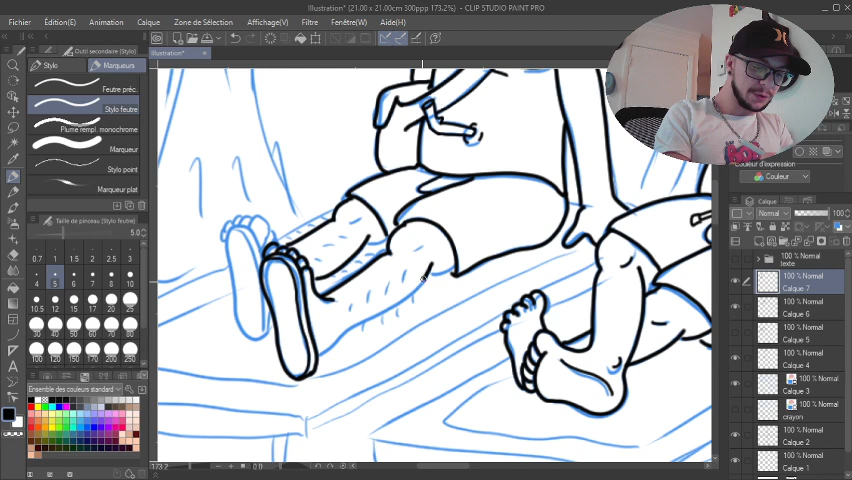 Illustration* (21.00 x 21.00cm 300ppp 173.2%) - CLIP STUDIO PAINT PRO
Fichier Édition(E) Animation Calque Zone de Sélection Affichage(V) Filtre Fenêtre(W) Aide(H)
Illustration*
Outil secondaire (Stylo)
Stylo Marqueurs
Feutre préc.
Stylo feutre
Plume rempl. monochrome
Marqueur
Stylo point
Marqueur plat
Taille de pinceau (Stylo feutre)
5.0
0.7 1 1.5 2 2.5 3
4 5 6 7 8 10
10.5 12 15 17 20 25
30 40 50 60 70 80
100 120 150 170 200 250
Ensemble des couleurs standard
173.2 0.0
Couleur d'expression
Couleur
Calque
Normal 100
100 % Normal
texte
100 % Normal
Calque 7
100 % Normal
Calque 6
100 % Normal
Calque 5
100 % Normal
Calque 4
100 % Normal
Calque 3
100 % Normal
crayon
100 % Normal
Calque 2
100 % Normal
Calque 1